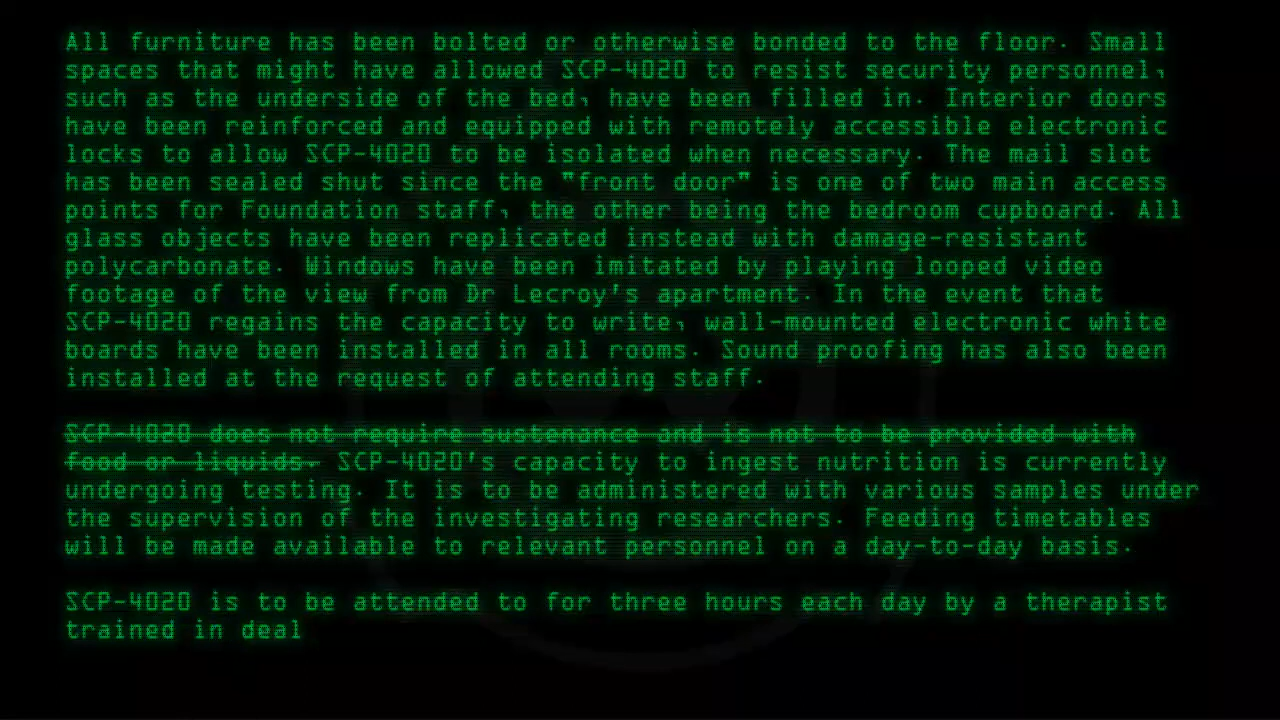 All furniture has been bolted or otherwise bonded to the floor. Small
spaces that might have allowed SCP-4020 to resist security personnel,
such as the underside of the bed, have been filled in. Interior doors
have been reinforced and equipped with remotely accessible electronic
locks to allow SCP-4020 to be isolated when necessary. The mail slot
has been sealed shut since the "front door" is one of two main access
points for Foundation staff, the other being the bedroom cupboard. All
glass objects have been replicated instead with damage-resistant
polycarbonate. Windows have been imitated by playing looped video
footage of the view from Dr Lecroy's apartment. In the event that
SCP-4020 regains the capacity to write, wall-mounted electronic white
boards have been installed in all rooms. Sound proofing has also been
installed at the request of attending staff.
SCP-4020 does not require sustenance and is not to be provided with
food or liquids. SCP-4020's capacity to ingest nutrition is currently
undergoing testing. It is to be administered with various samples under
the supervision of the investigating researchers. Feeding timetables
will be made available to relevant personnel on a day-to-day basis.
SCP-4020 is to be attended to for three hours each day by a therapist
trained in deal